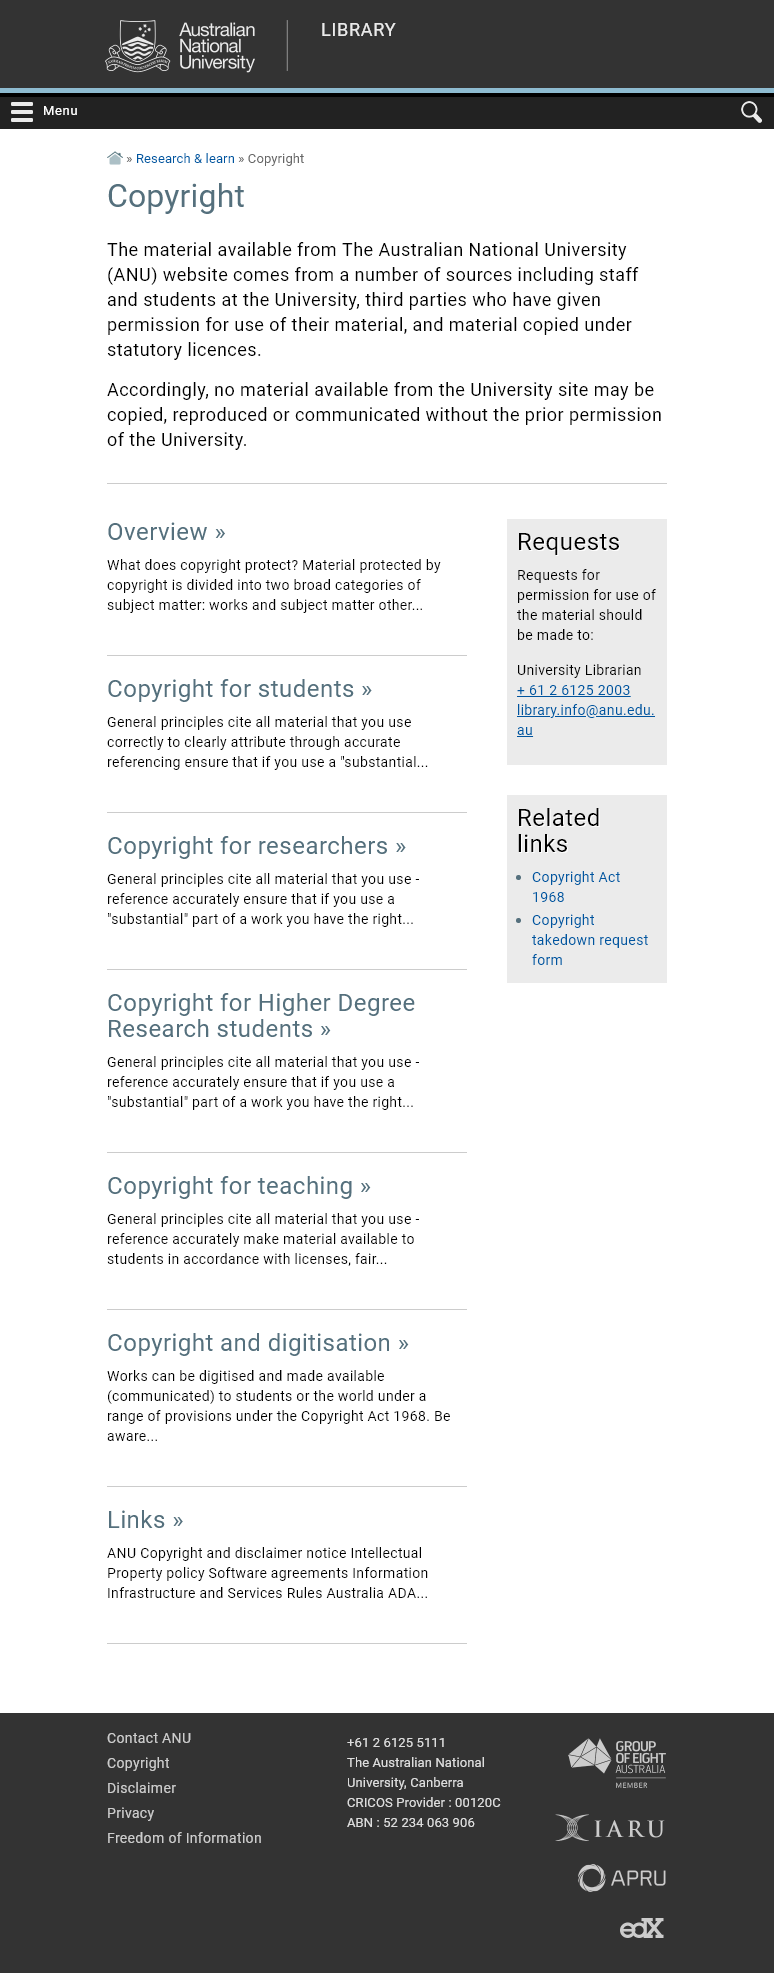 Australian
National
University
LIBRARY
Menu
» Research & learn » Copyright
Copyright
The material available from The Australian National University
(ANU) website comes from a number of sources including staff
and students at the University, third parties who have given
permission for use of their material, and material copied under
statutory licences.
Accordingly, no material available from the University site may be
copied, reproduced or communicated without the prior permission
of the University.
Overview »
What does copyright protect? Material protected by
copyright is divided into two broad categories of
subject matter: works and subject matter other...
Copyright for students »
General principles cite all material that you use
correctly to clearly attribute through accurate
referencing ensure that if you use a "substantial...
Copyright for researchers »
General principles cite all material that you use -
reference accurately ensure that if you use a
"substantial" part of a work you have the right...
Copyright for Higher Degree
Research students »
General principles cite all material that you use -
reference accurately ensure that if you use a
"substantial" part of a work you have the right...
Copyright for teaching »
General principles cite all material that you use -
reference accurately make material available to
students in accordance with licenses, fair...
Copyright and digitisation »
Works can be digitised and made available
(communicated) to students or the world under a
range of provisions under the Copyright Act 1968. Be
aware...
Links »
ANU Copyright and disclaimer notice Intellectual
Property policy Software agreements Information
Infrastructure and Services Rules Australia ADA...
Requests
Requests for
permission for use of
the material should
be made to:
University Librarian
+ 61 2 6125 2003
library.info@anu.edu.
au
Related
links
Copyright Act
1968
Copyright
takedown request
form
Contact ANU
Copyright
Disclaimer
Privacy
Freedom of Information
+61 2 6125 5111
The Australian National
University, Canberra
CRICOS Provider : 00120C
ABN : 52 234 063 906
GROUP
OF EIGHT
AUSTRALIA
MEMBER
IARU
APRU
edX